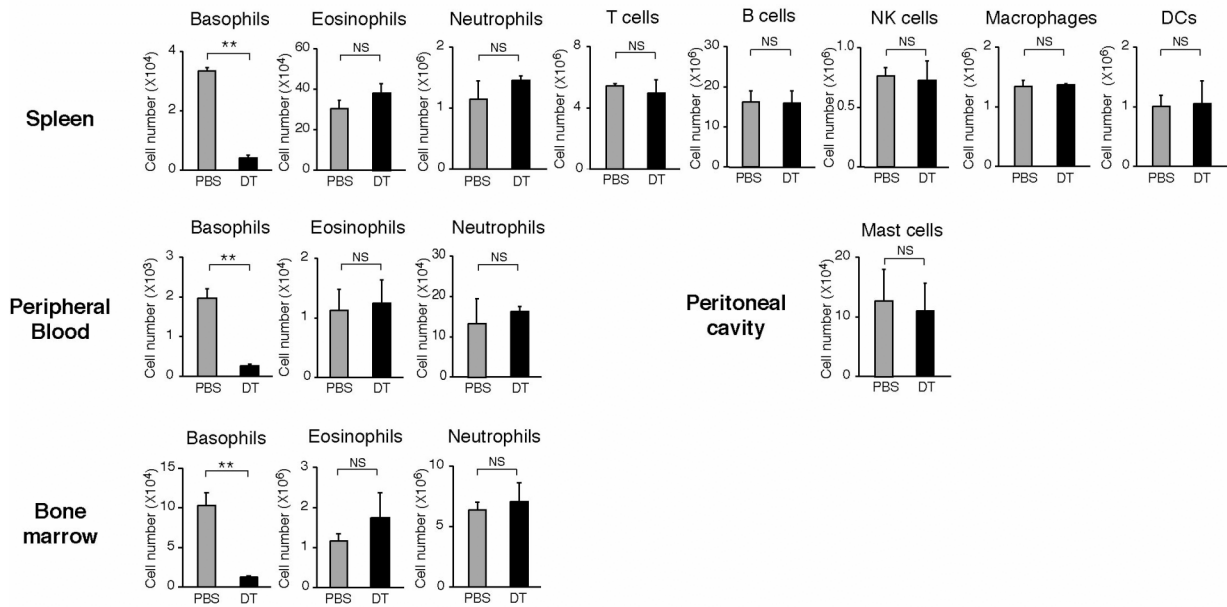 Spleen
Basophils
Cell number (X10⁴)
4
2
0
**
PBS DT
Eosinophils
Cell number (X10⁴)
60
40
20
0
NS
PBS DT
Neutrophils
Cell number (X10⁶)
2
1
0
NS
PBS DT
T cells
Cell number (X10⁶)
8
4
0
NS
PBS DT
B cells
Cell number (X10⁶)
30
20
10
0
NS
PBS DT
NK cells
Cell number (X10⁶)
1.0
0.5
0
NS
PBS DT
Macrophages
Cell number (X10⁶)
2
1
0
NS
PBS DT
DCs
Cell number (X10⁶)
2
1
0
NS
PBS DT
Peripheral
Blood
Basophils
Cell number (X10³)
3
2
1
0
**
PBS DT
Eosinophils
Cell number (X10⁴)
2
1
0
NS
PBS DT
Neutrophils
Cell number (X10⁴)
30
20
10
0
NS
PBS DT
Peritoneal
cavity
Mast cells
Cell number (X10⁴)
20
10
0
NS
PBS DT
Bone
marrow
Basophils
Cell number (X10⁴)
15
10
5
0
**
PBS DT
Eosinophils
Cell number (X10⁶)
3
2
1
0
NS
PBS DT
Neutrophils
Cell number (X10⁶)
10
5
0
NS
PBS DT